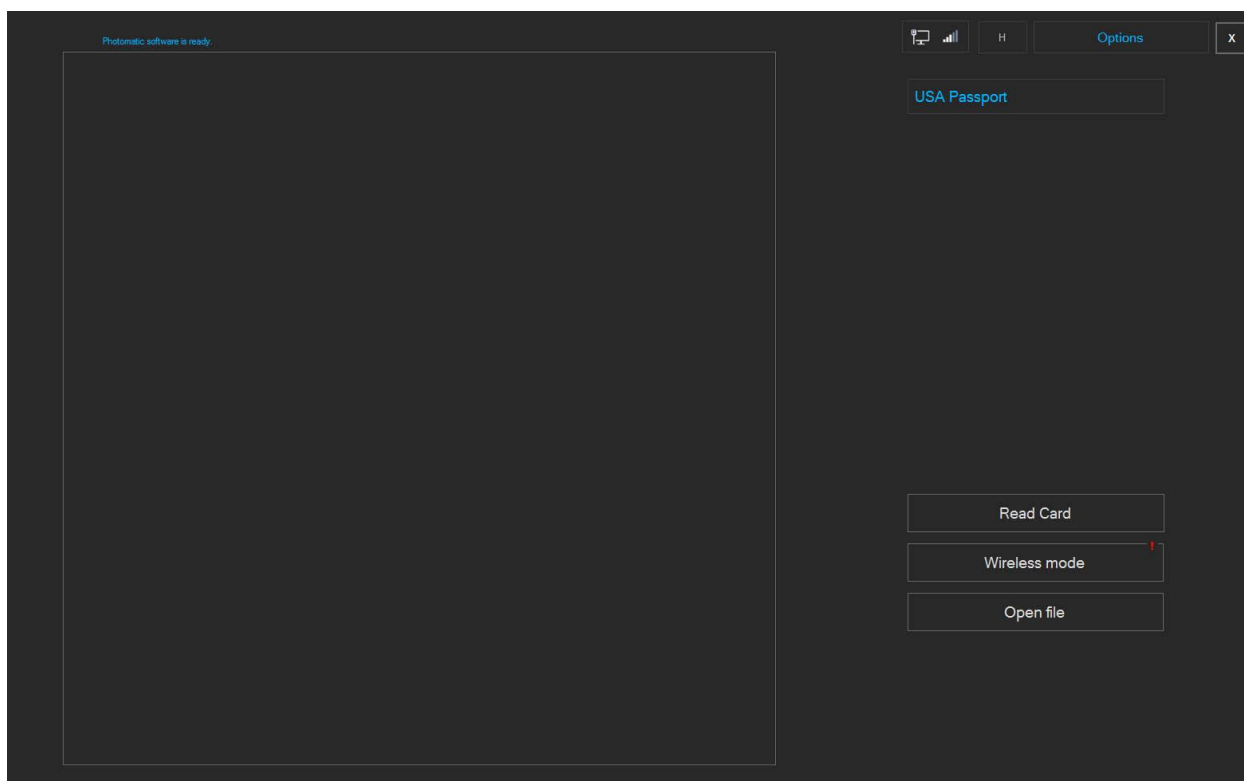 Photomatic software is ready.
H
Options
X
USA Passport
Read Card
!
Wireless mode
Open file